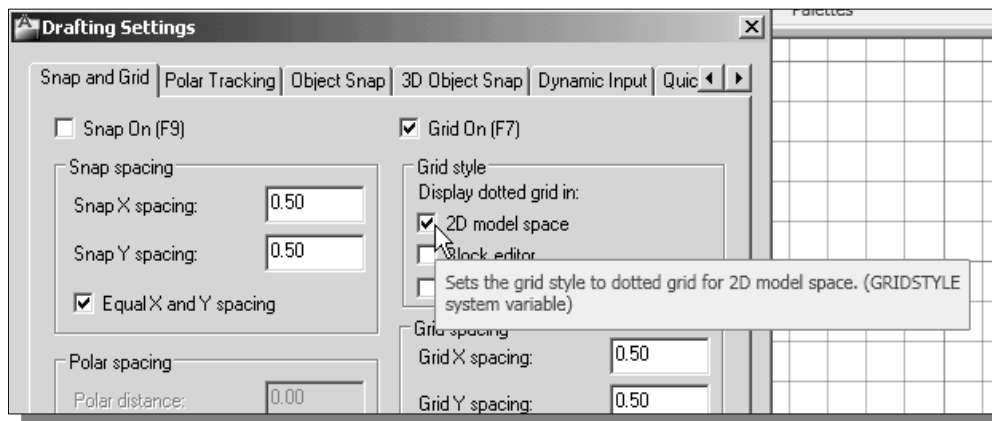 Palettes
Drafting Settings
Snap and Grid
Polar Tracking
Object Snap
3D Object Snap
Dynamic Input
Quic
Snap On (F9)
Grid On (F7)
Snap spacing
Snap X spacing: 0.50
Snap Y spacing: 0.50
Equal X and Y spacing
Polar spacing
Polar distance: 0.00
Grid style
Display dotted grid in:
2D model space
Block editor
Sets the grid style to dotted grid for 2D model space. (GRIDSTYLE
system variable)
Grid spacing
Grid X spacing: 0.50
Grid Y spacing: 0.50